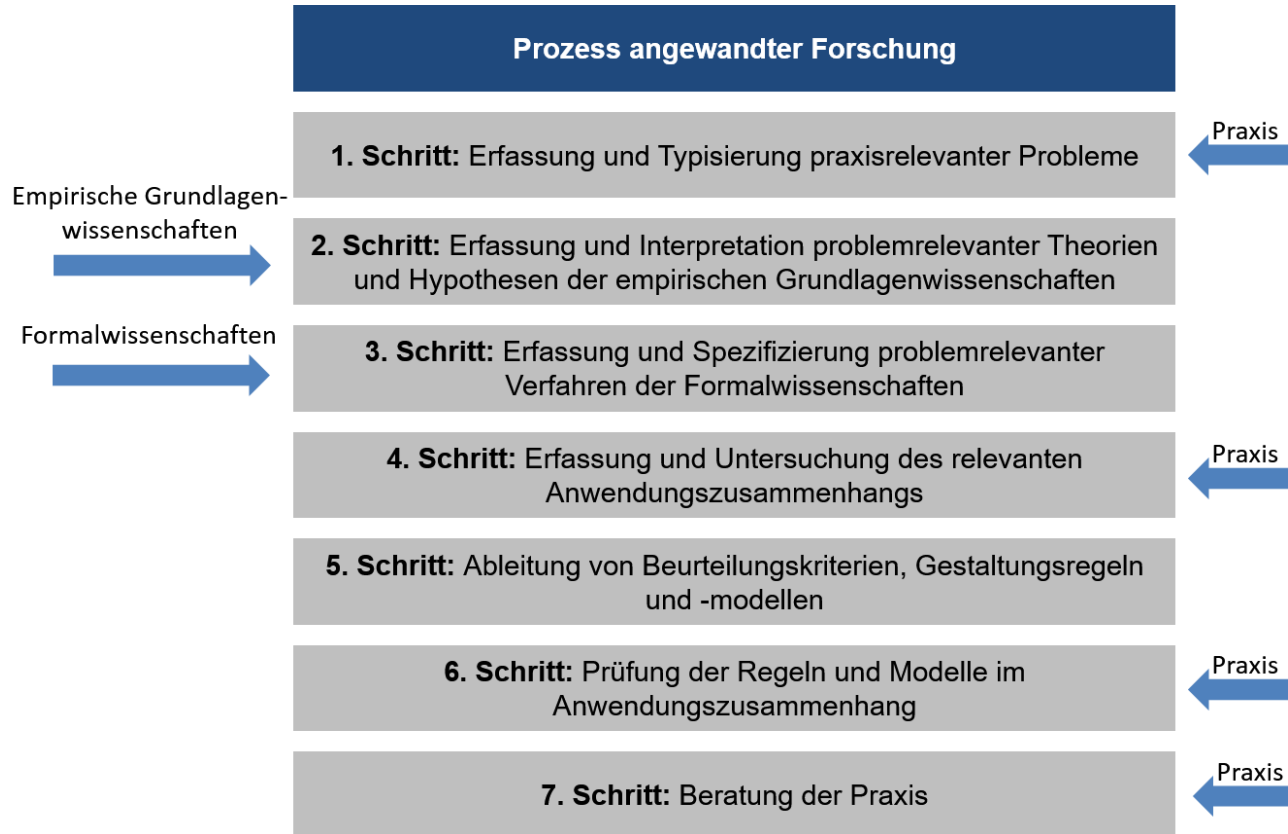 Prozess angewandter Forschung
Praxis
1. Schritt: Erfassung und Typisierung praxisrelevanter Probleme
Empirische Grundlagen-
wissenschaften
2. Schritt: Erfassung und Interpretation problemrelevanter Theorien
und Hypothesen der empirischen Grundlagenwissenschaften
Formalwissenschaften
3. Schritt: Erfassung und Spezifizierung problemrelevanter
Verfahren der Formalwissenschaften
4. Schritt: Erfassung und Untersuchung des relevanten
Anwendungszusammenhangs
Praxis
5. Schritt: Ableitung von Beurteilungskriterien, Gestaltungsregeln
und -modellen
6. Schritt: Prüfung der Regeln und Modelle im
Anwendungszusammenhang
Praxis
7. Schritt: Beratung der Praxis
Praxis